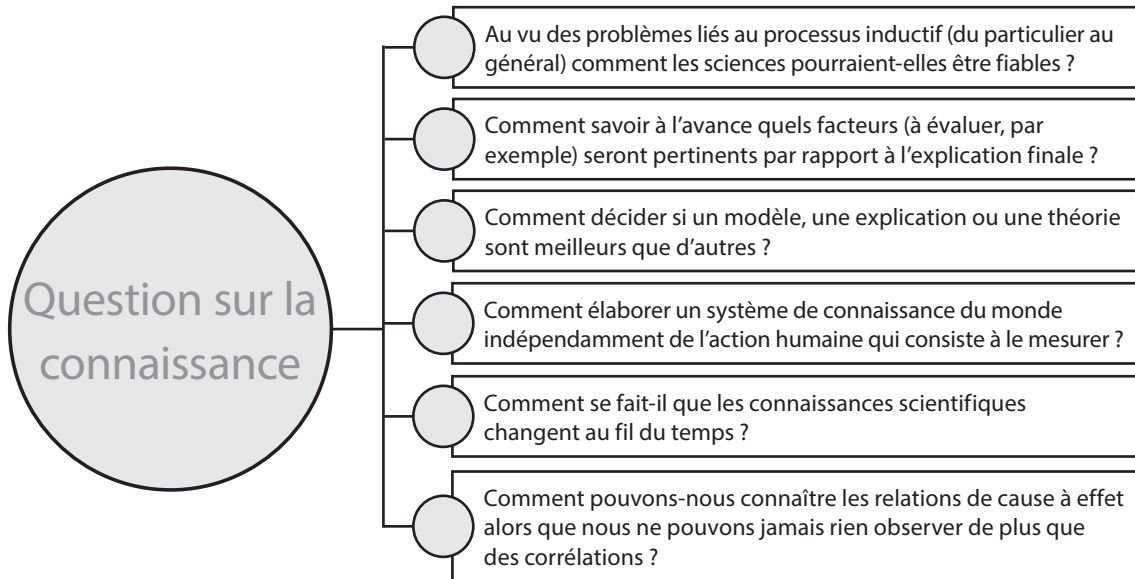 Question sur la
connaissance
Au vu des problèmes liés au processus inductif (du particulier au
général) comment les sciences pourraient-elles être fiables ?
Comment savoir à l’avance quels facteurs (à évaluer, par
exemple) seront pertinents par rapport à l’explication finale ?
Comment décider si un modèle, une explication ou une théorie
sont meilleurs que d’autres ?
Comment élaborer un système de connaissance du monde
indépendamment de l’action humaine qui consiste à le mesurer ?
Comment se fait-il que les connaissances scientifiques
changent au fil du temps ?
Comment pouvons-nous connaître les relations de cause à effet
alors que nous ne pouvons jamais rien observer de plus que
des corrélations ?